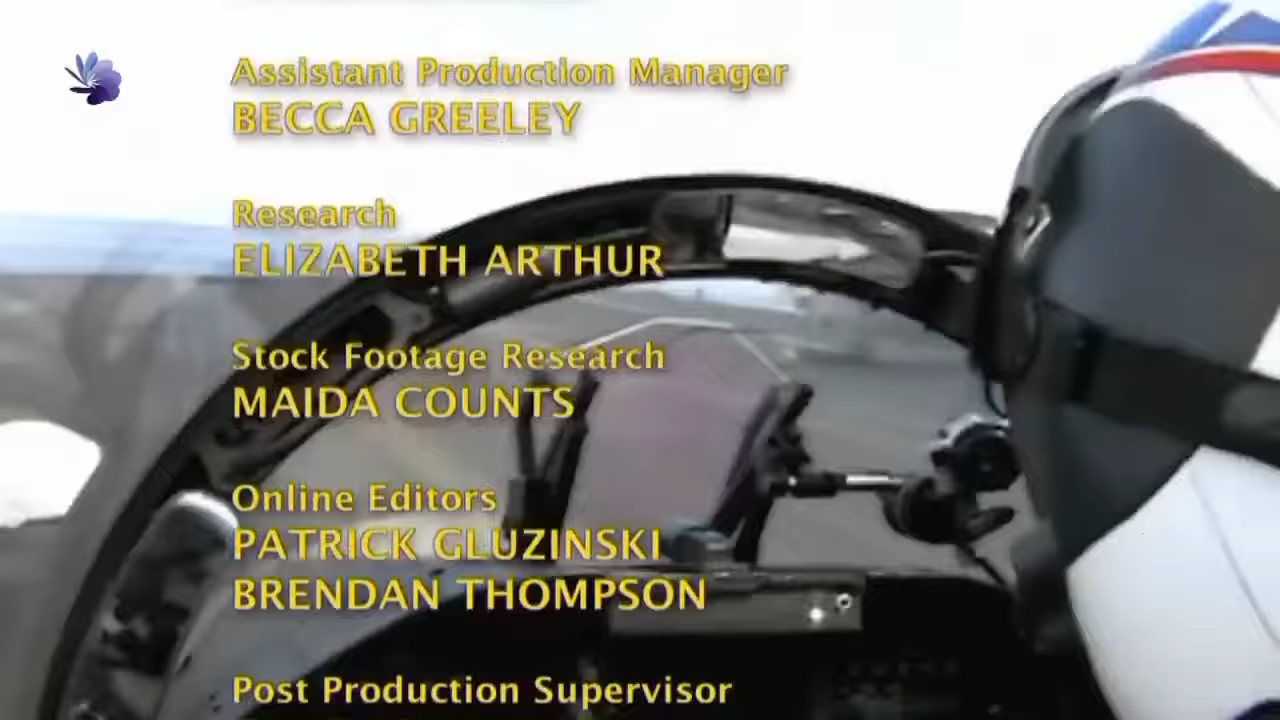 Assistant Production Manager
BECCA GREELEY
Research
ELIZABETH ARTHUR
Stock Footage Research
MAIDA COUNTS
Online Editors
PATRICK GLUZINSKI
BRENDAN THOMPSON
Post Production Supervisor